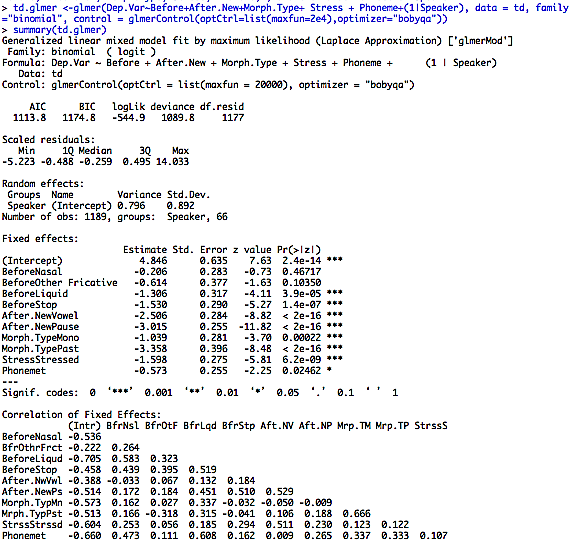 > td.glmer <-glmer(Dep.Var~Before+After.New+Morph.Type+ Stress + Phoneme+(1|Speaker), data = td, family
="binomial", control = glmerControl(optCtrl=list(maxfun=2e4),optimizer="bobyqa"))
> summary(td.glmer)
Generalized linear mixed model fit by maximum likelihood (Laplace Approximation) ['glmerMod']
Family: binomial ( logit )
Formula: Dep.Var ~ Before + After.New + Morph.Type + Stress + Phoneme + (1 | Speaker)
Data: td
Control: glmerControl(optCtrl = list(maxfun = 20000), optimizer = "bobyqa")
AIC BIC logLik deviance df.resid
1113.8 1174.8 -544.9 1089.8 1177
Scaled residuals:
Min 1Q Median 3Q Max
-5.223 -0.488 -0.259 0.495 14.033
Random effects:
Groups Name Variance Std.Dev.
Speaker (Intercept) 0.796 0.892
Number of obs: 1189, groups: Speaker, 66
Fixed effects:
Estimate Std. Error z value Pr(>|z|)
(Intercept) 4.846 0.635 7.63 2.4e-14 ***
BeforeNasal -0.206 0.283 -0.73 0.46717
BeforeOther Fricative -0.614 0.377 -1.63 0.10350
BeforeLiquid -1.306 0.317 -4.11 3.9e-05 ***
BeforeStop -1.530 0.290 -5.27 1.4e-07 ***
After.NewVowel -2.506 0.284 -8.82 < 2e-16 ***
After.NewPause -3.015 0.255 -11.82 < 2e-16 ***
Morph.TypeMono -1.039 0.281 -3.70 0.00022 ***
Morph.TypePast -3.358 0.396 -8.48 < 2e-16 ***
StressStressed -1.598 0.275 -5.81 6.2e-09 ***
Phonemet -0.573 0.255 -2.25 0.02462 *
---
Signif. codes: 0 '***' 0.001 '**' 0.01 '*' 0.05 '.' 0.1 ' ' 1
Correlation of Fixed Effects:
(Intr) BfrNsl BfrOtF BfrLqd BfrStp Aft.NV Aft.NP Mrp.TM Mrp.TP StrssS
BeforeNasal -0.536
BfrOthrFrct -0.222 0.264
BeforeLiqud -0.705 0.583 0.323
BeforeStop -0.458 0.439 0.395 0.519
After.NwVwl -0.388 -0.033 0.067 0.132 0.184
After.NewPs -0.514 0.172 0.184 0.451 0.510 0.529
Morph.TypMn -0.573 0.162 0.027 0.337 -0.032 -0.050 -0.009
Mrph.TypPst -0.513 0.166 -0.318 0.315 -0.041 0.106 0.188 0.666
StrssStrssd -0.604 0.253 0.056 0.185 0.294 0.511 0.230 0.123 0.122
Phonemet -0.660 0.473 0.111 0.608 0.162 0.009 0.265 0.337 0.333 0.107